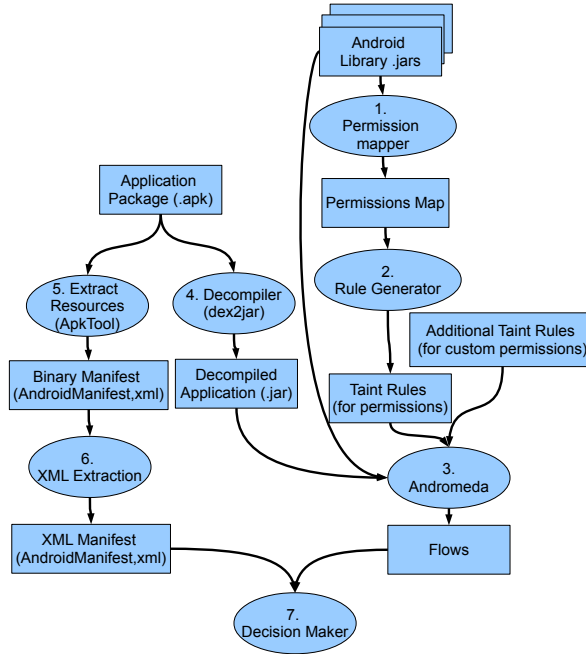 Android
Library .jars
1.
Permission
mapper
Application
Package (.apk)
Permissions Map
2.
Rule Generator
5. Extract
Resources
(ApkTool)
4. Decompiler
(dex2jar)
Additional Taint Rules
(for custom permissions)
Binary Manifest
(AndroidManifest,xml)
Decompiled
Application (.jar)
Taint Rules
(for permissions)
6.
XML Extraction
3.
Andromeda
XML Manifest
(AndroidManifest,xml)
Flows
7.
Decision Maker